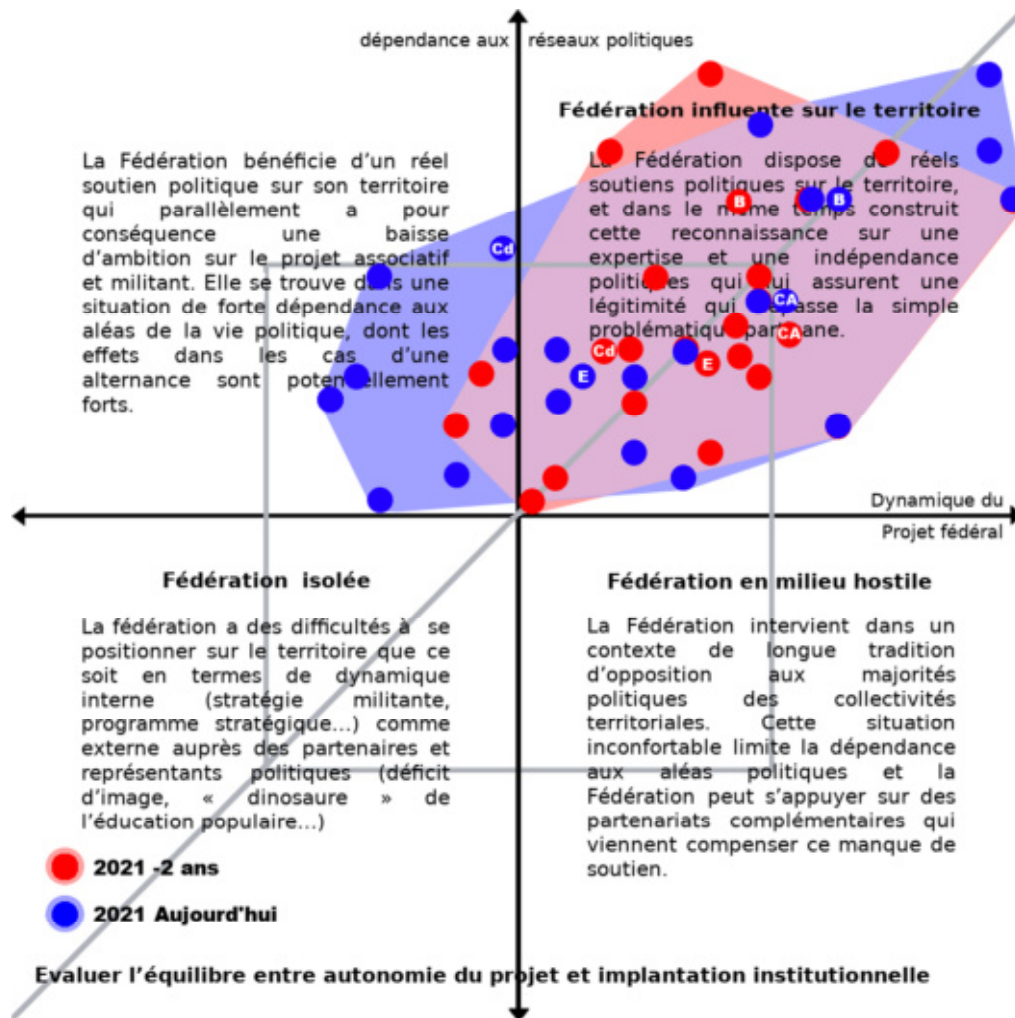 dépendance aux réseaux politiques
Fédération influente sur le territoire
La Fédération bénéficie d'un réel
soutien politique sur son territoire
qui parallèlement a pour
conséquence une baisse
d'ambition sur le projet associatif
et militant. Elle se trouve dans une
situation de forte dépendance aux
aléas de la vie politique, dont les
effets dans les cas d'une
alternance sont potentiellement
forts.
La Fédération dispose de réels
soutiens politiques sur le territoire,
et dans le même temps construit
cette reconnaissance sur une
expertise et une indépendance
politiques qui lui assurent une
légitimité qui dépasse la simple
problématique partisane.
B
B
Cd
CA
CA
Cd
E
E
Dynamique du
Projet fédéral
Fédération isolée
La fédération a des difficultés à se
positionner sur le territoire que ce
soit en termes de dynamique
interne (stratégie militante,
programme stratégique...) comme
externe auprès des partenaires et
représentants politiques (déficit
d'image, « dinosaure » de
l'éducation populaire...)
Fédération en milieu hostile
La Fédération intervient dans un
contexte de longue tradition
d'opposition aux majorités
politiques des collectivités
territoriales. Cette situation
inconfortable limite la dépendance
aux aléas politiques et la
Fédération peut s'appuyer sur des
partenariats complémentaires qui
viennent compenser ce manque de
soutien.
2021 -2 ans
2021 Aujourd'hui
Evaluer l'équilibre entre autonomie du projet et implantation institutionnelle